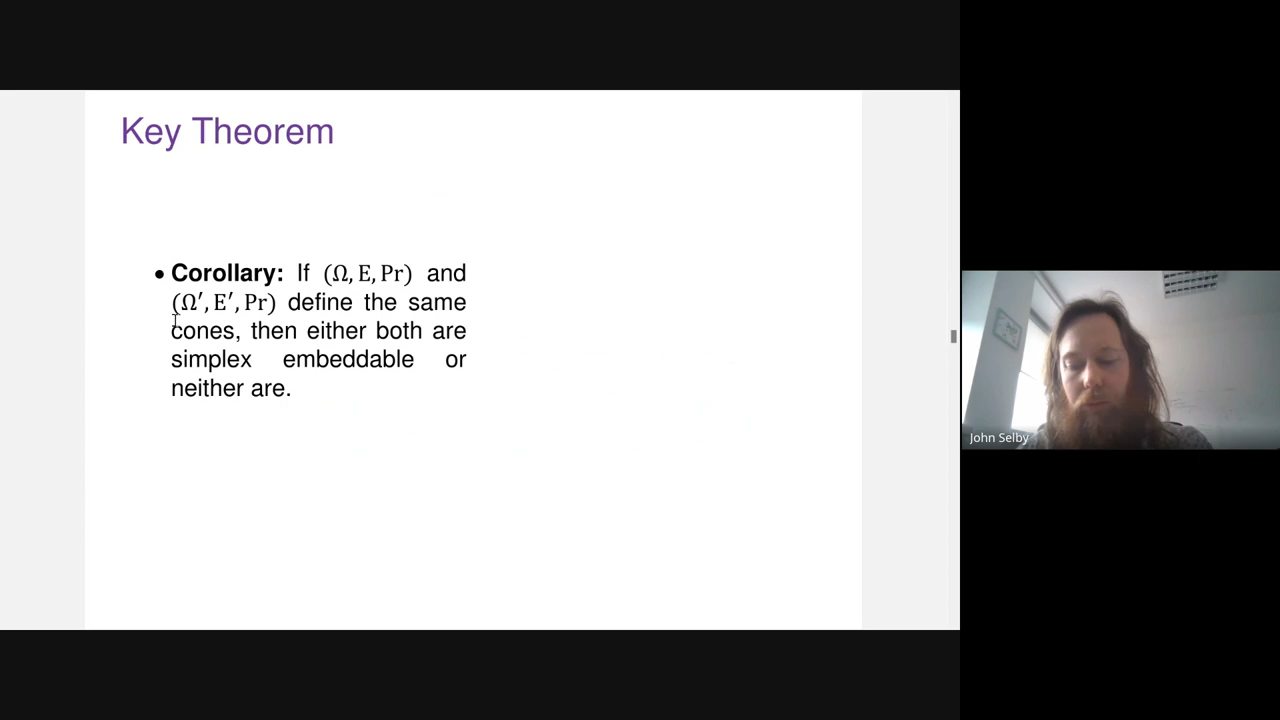 Key Theorem
• Corollary: If (Ω, E, Pr) and
(Ω′, E′, Pr) define the same
cones, then either both are
simplex embeddable or
neither are.
John Selby